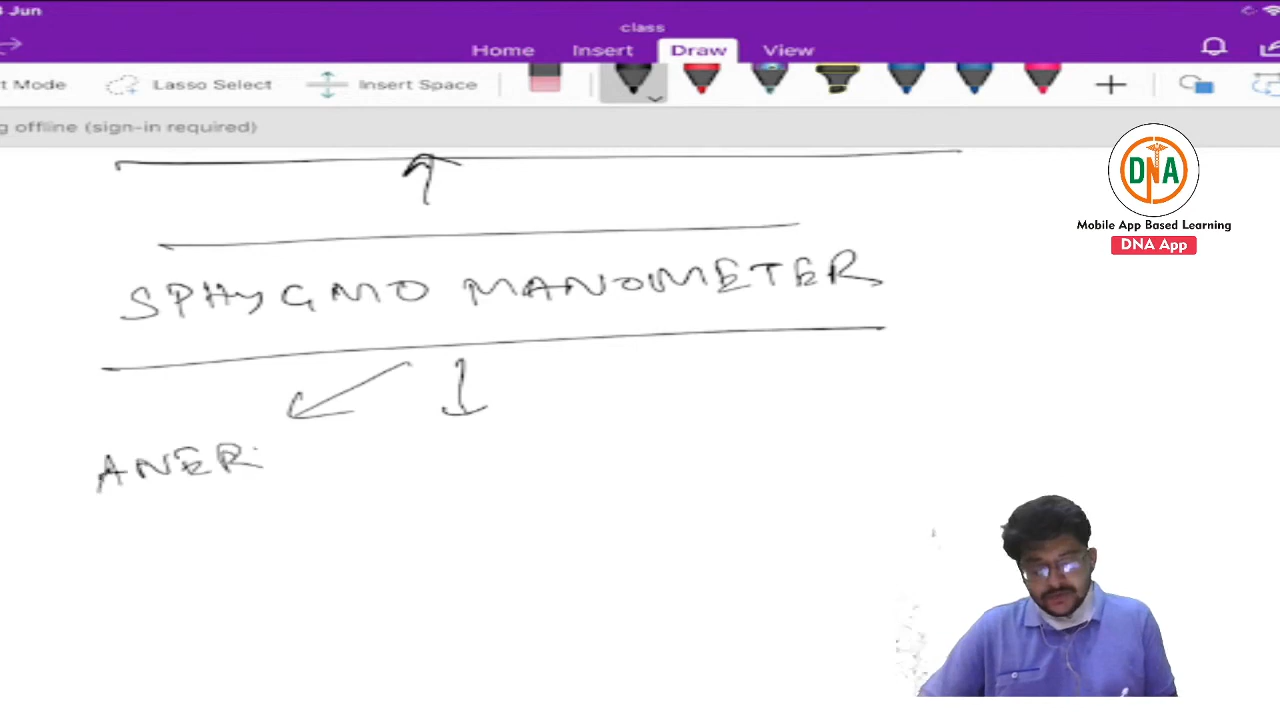 Jun
class
Home Insert Draw View
Mode Lasso Select Insert Space
offline (sign-in required)
DNA
Mobile App Based Learning
DNA App
SPHYGMO MANOMETER
ANER